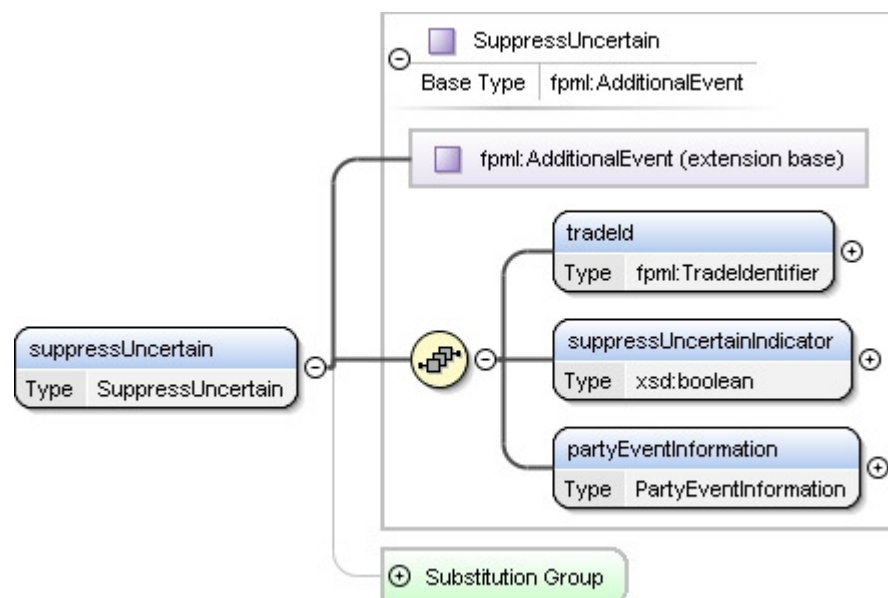 SuppressUncertain
Base Type fpml:AdditionalEvent
fpml:AdditionalEvent (extension base)
tradeId
Type fpml:TradeIdentifier
suppressUncertain
Type SuppressUncertain
suppressUncertainIndicator
Type xsd:boolean
partyEventInformation
Type PartyEventInformation
Substitution Group